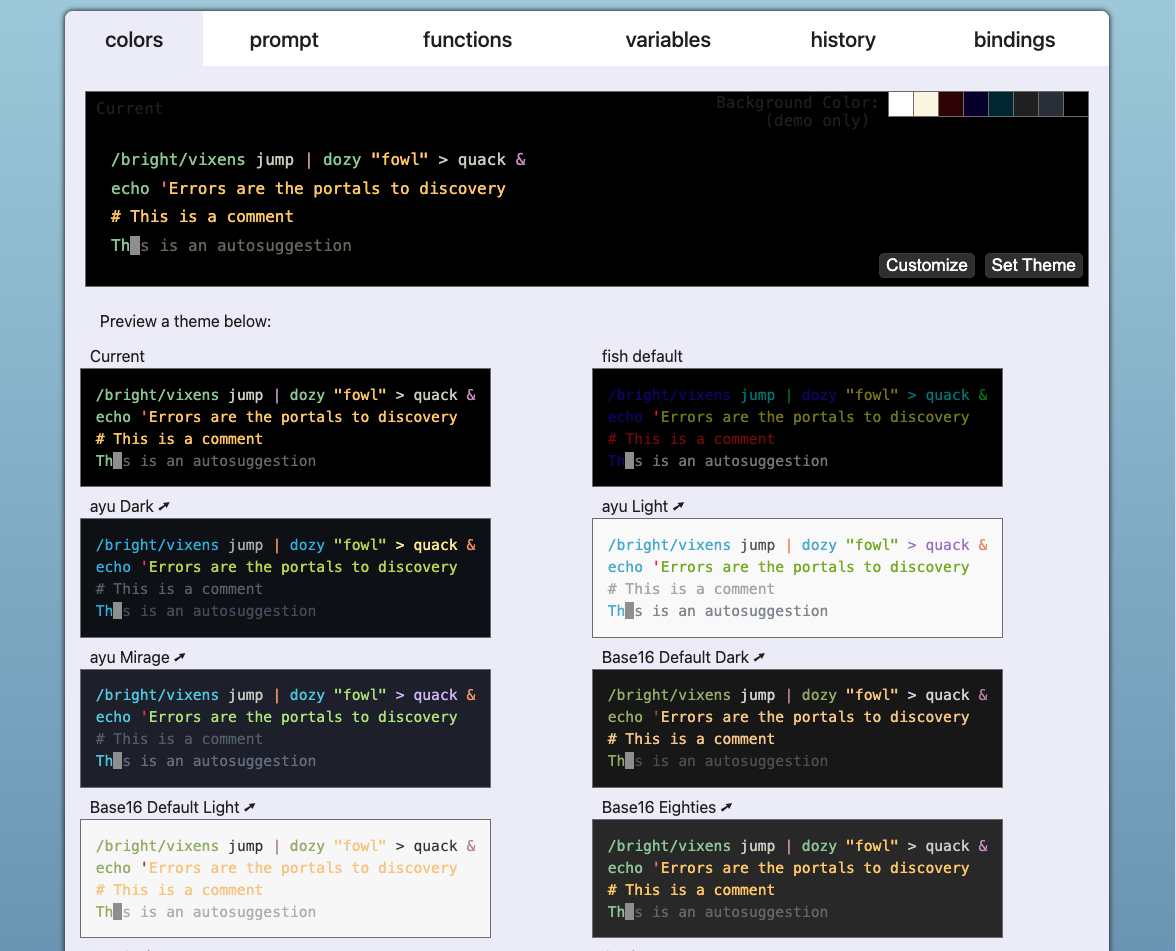 colors prompt functions variables history bindings
Current
Background Color:
(demo only)
/bright/vixens jump | dozy "fowl" > quack &
echo 'Errors are the portals to discovery
# This is a comment
This is an autosuggestion
Customize Set Theme
Preview a theme below:
Current
/bright/vixens jump | dozy "fowl" > quack &
echo 'Errors are the portals to discovery
# This is a comment
This is an autosuggestion
fish default
/bright/vixens jump | dozy "fowl" > quack &
echo 'Errors are the portals to discovery
# This is a comment
This is an autosuggestion
ayu Dark ➚
/bright/vixens jump | dozy "fowl" > quack &
echo 'Errors are the portals to discovery
# This is a comment
This is an autosuggestion
ayu Light ➚
/bright/vixens jump | dozy "fowl" > quack &
echo 'Errors are the portals to discovery
# This is a comment
This is an autosuggestion
ayu Mirage ➚
/bright/vixens jump | dozy "fowl" > quack &
echo 'Errors are the portals to discovery
# This is a comment
This is an autosuggestion
Base16 Default Dark ➚
/bright/vixens jump | dozy "fowl" > quack &
echo 'Errors are the portals to discovery
# This is a comment
This is an autosuggestion
Base16 Default Light ➚
/bright/vixens jump | dozy "fowl" > quack &
echo 'Errors are the portals to discovery
# This is a comment
This is an autosuggestion
Base16 Eighties ➚
/bright/vixens jump | dozy "fowl" > quack &
echo 'Errors are the portals to discovery
# This is a comment
This is an autosuggestion